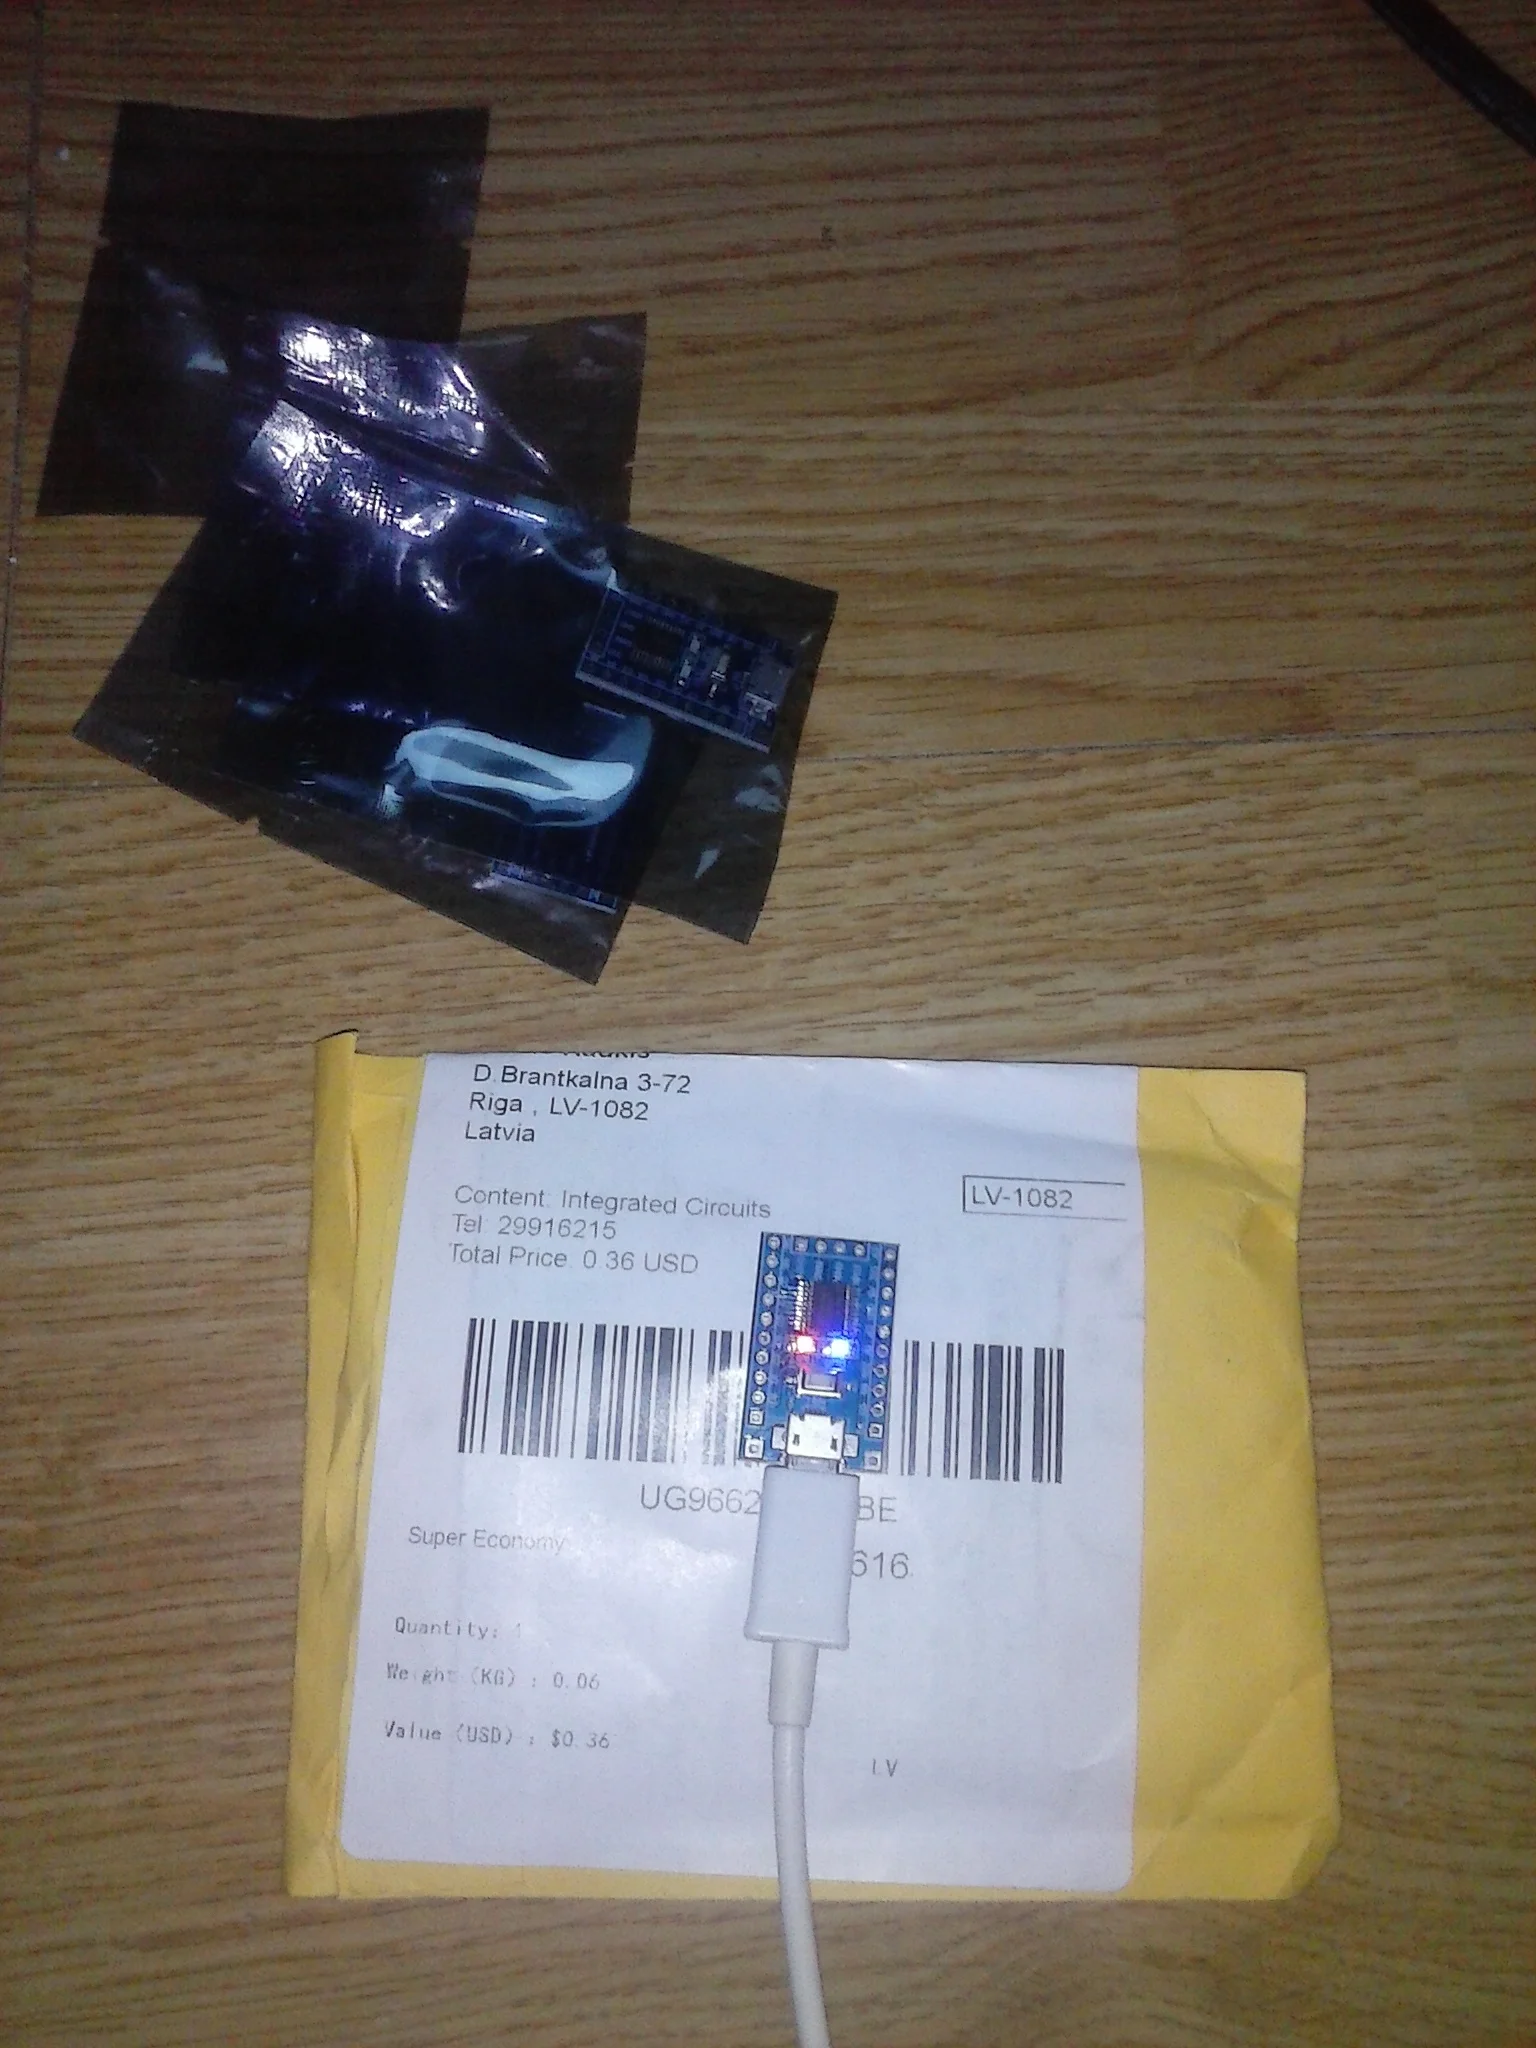 D.Brantkalna 3-72
Riga , LV-1082
Latvia
Content: Integrated Circuits
LV-1082
Tel: 29916215
Total Price: 0.36 USD
UG9662 BE
Super Economy
616
Quantity: 1
Weight (KG) : 0.06
Value (USD) : $0.36
LV